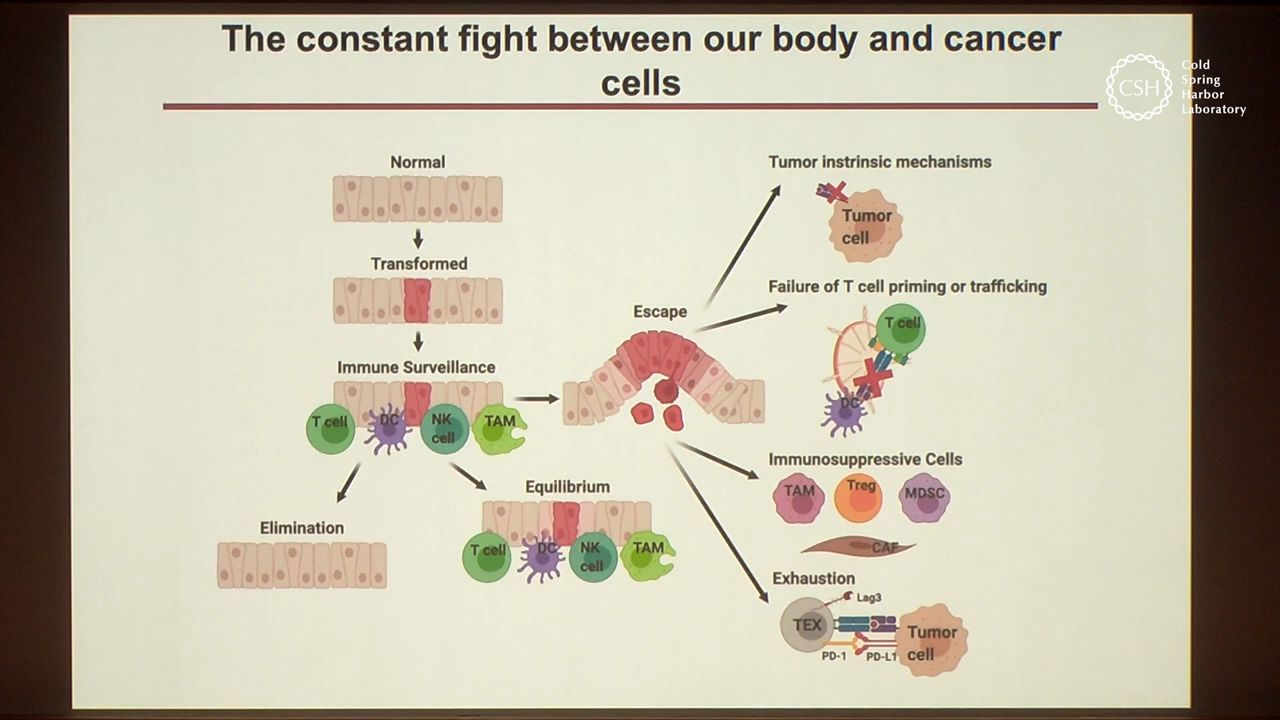 The constant fight between our body and cancer
cells
CSH
Cold
Spring
Harbor
Laboratory
Normal
Transformed
Immune Surveillance
T cell
DC
NK
cell
TAM
Elimination
Equilibrium
T cell
DC
NK
cell
TAM
Escape
Tumor instrinsic mechanisms
Tumor
cell
Failure of T cell priming or trafficking
T cell
DC
Immunosuppressive Cells
TAM
Treg
MDSC
CAF
Exhaustion
Lag3
TEX
PD-1
PD-L1
Tumor
cell